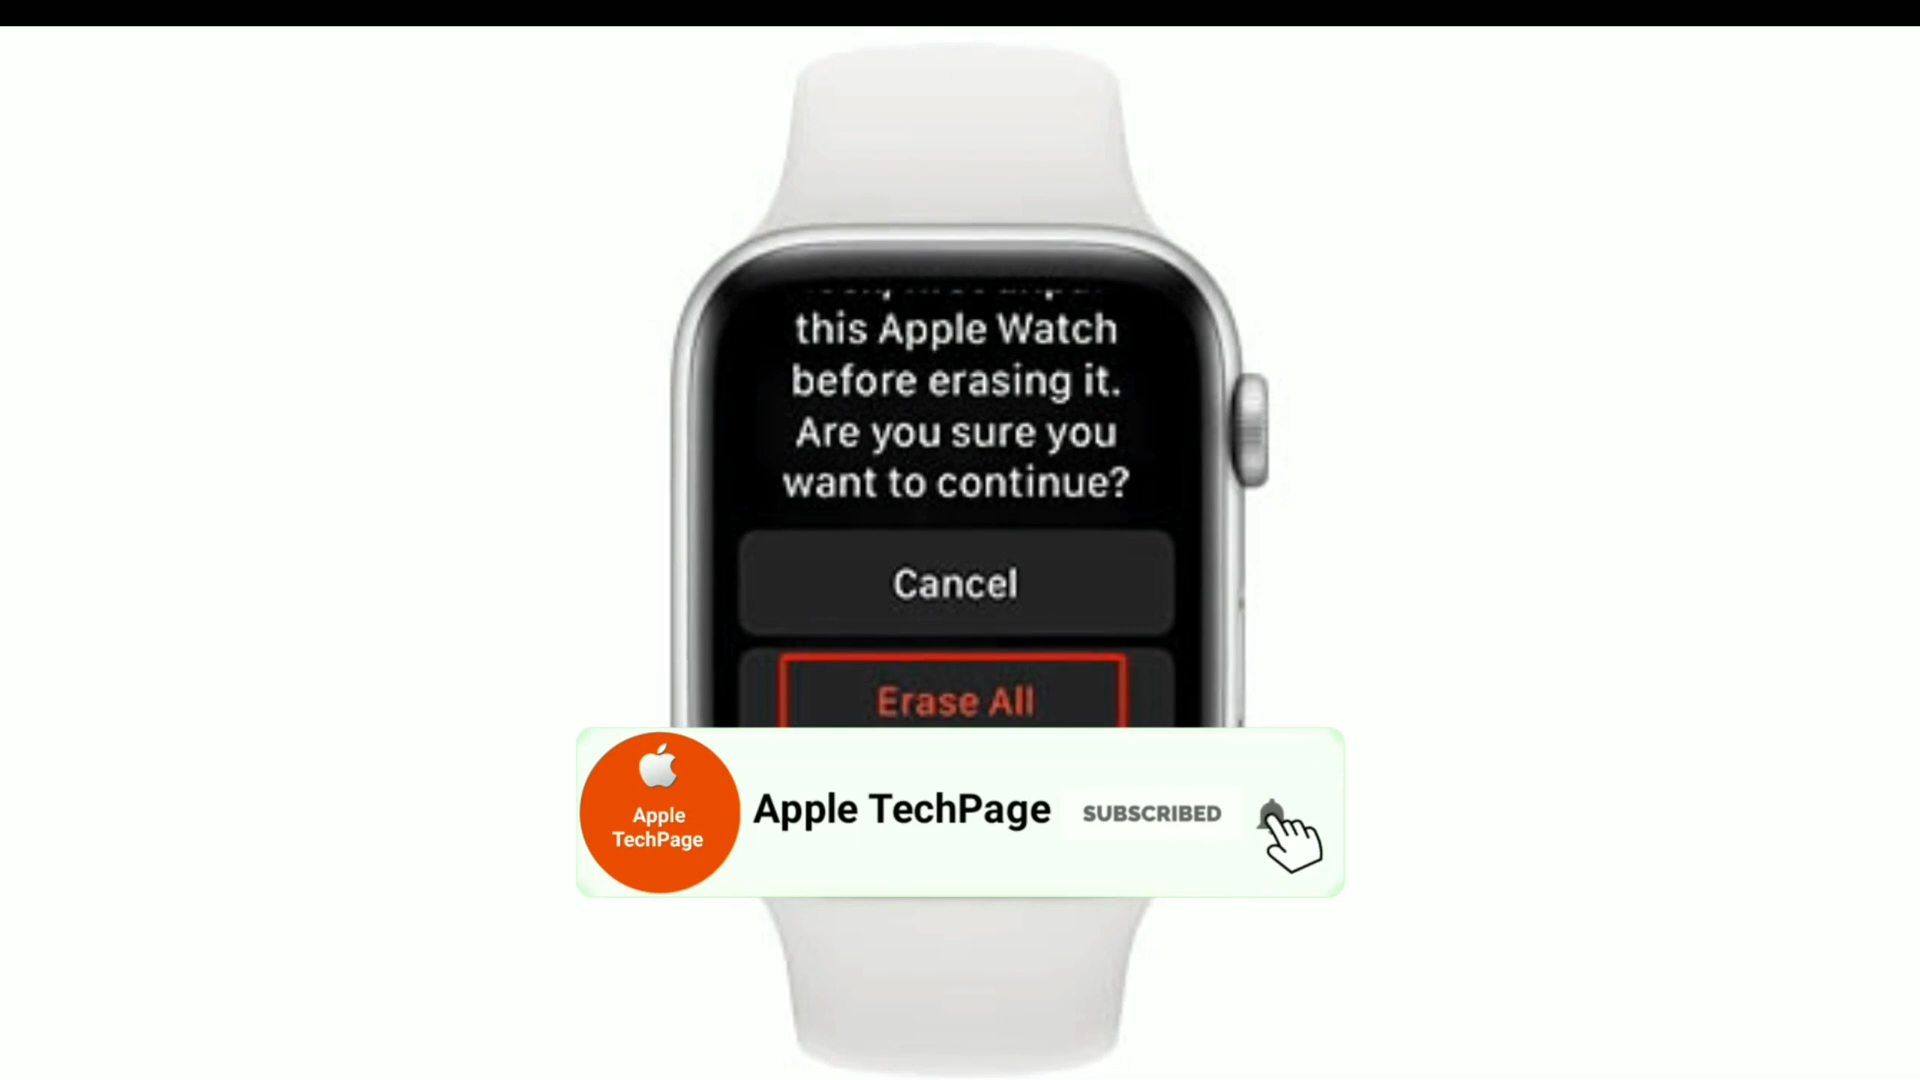 this Apple Watch
before erasing it.
Are you sure you
want to continue?
Cancel
Erase All
Apple
TechPage
Apple TechPage
SUBSCRIBED